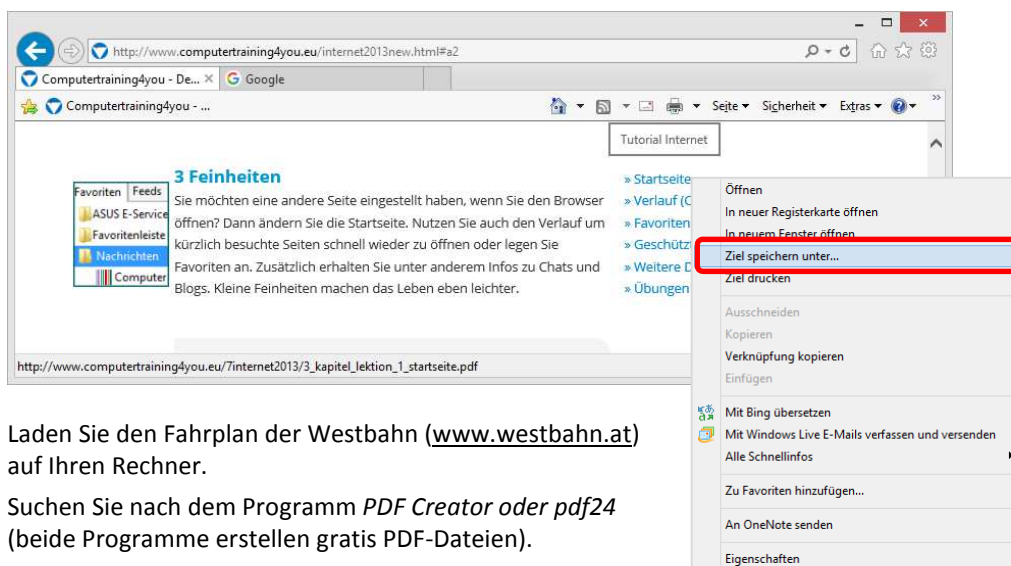 http://www.computertraining4you.eu/internet2013new.html#a2
Computertraining4you - De... × Google
Computertraining4you - ...
Seite Sicherheit Extras
Tutorial Internet
Favoriten Feeds
ASUS E-Service
Favoritenleiste
Nachrichten
Computer
3 Feinheiten
Sie möchten eine andere Seite eingestellt haben, wenn Sie den Browser
öffnen? Dann ändern Sie die Startseite. Nutzen Sie auch den Verlauf um
kürzlich besuchte Seiten schnell wieder zu öffnen oder legen Sie
Favoriten an. Zusätzlich erhalten Sie unter anderem Infos zu Chats und
Blogs. Kleine Feinheiten machen das Leben eben leichter.
» Startseite
» Verlauf (C
» Favoriten
» Geschütz
» Weitere D
» Übungen
http://www.computertraining4you.eu/7internet2013/3_kapitel_lektion_1_startseite.pdf
Öffnen
In neuer Registerkarte öffnen
In neuem Fenster öffnen
Ziel speichern unter...
Ziel drucken
Ausschneiden
Kopieren
Verknüpfung kopieren
Einfügen
Mit Bing übersetzen
Mit Windows Live E-Mails verfassen und versenden
Alle Schnellinfos
Zu Favoriten hinzufügen...
An OneNote senden
Eigenschaften
Laden Sie den Fahrplan der Westbahn (www.westbahn.at)
auf Ihren Rechner.
Suchen Sie nach dem Programm PDF Creator oder pdf24
(beide Programme erstellen gratis PDF-Dateien).